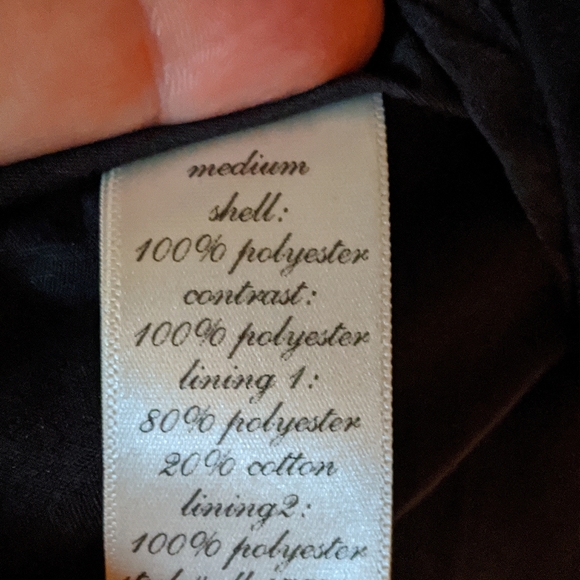 medium
shell:
100% polyester
contrast:
100% polyester
lining 1:
80% polyester
20% cotton
lining2:
100% polyester